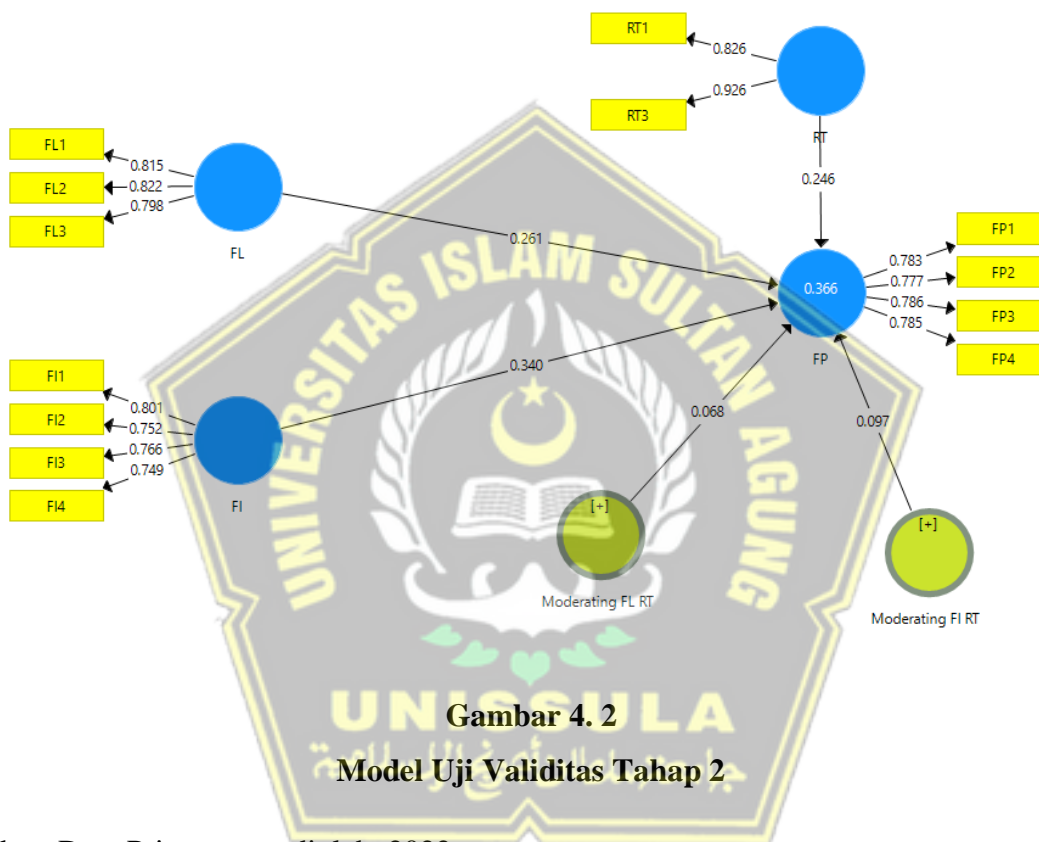 RT1
0.826
0.926
RT3
RT
0.246
FL1
0.815
FL2
0.822
FL3
0.798
FL
0.261
FP1
0.783
FP2
0.777
0.366
FP3
0.786
FP4
0.785
FP
FI1
0.801
FI2
0.752
FI3
0.766
FI4
0.749
FI
0.340
0.068
0.097
[+]
Moderating FL RT
[+]
Moderating FI RT
UNIVERSITAS ISLAM SULTAN AGUNG
UNISSULA
Gambar 4. 2
Model Uji Validitas Tahap 2